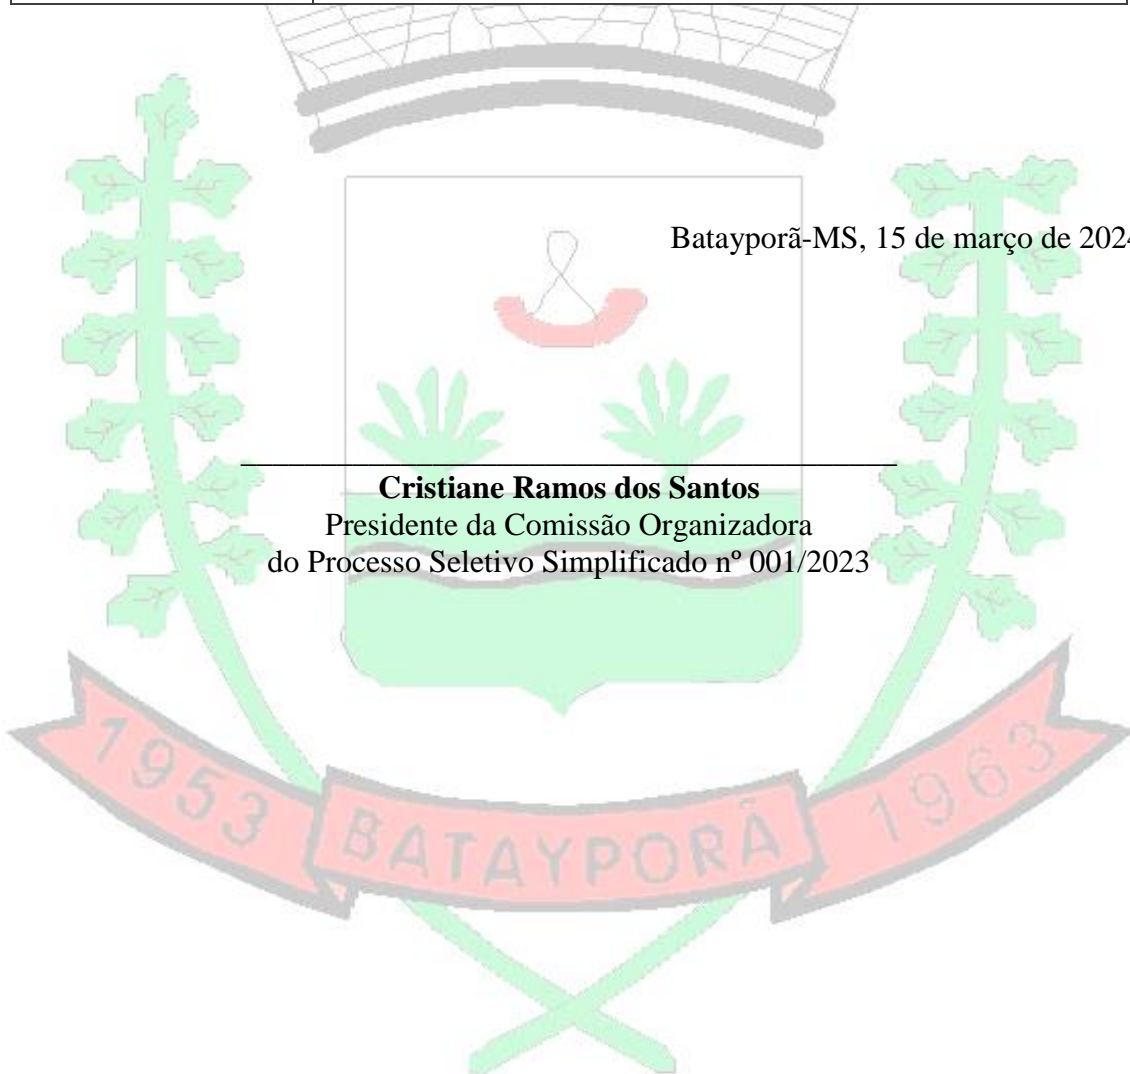 Batayporã-MS, 15 de março de 2024
Cristiane Ramos dos Santos
Presidente da Comissão Organizadora
do Processo Seletivo Simplificado nº 001/2023
1953 BATAYPORÃ 1963